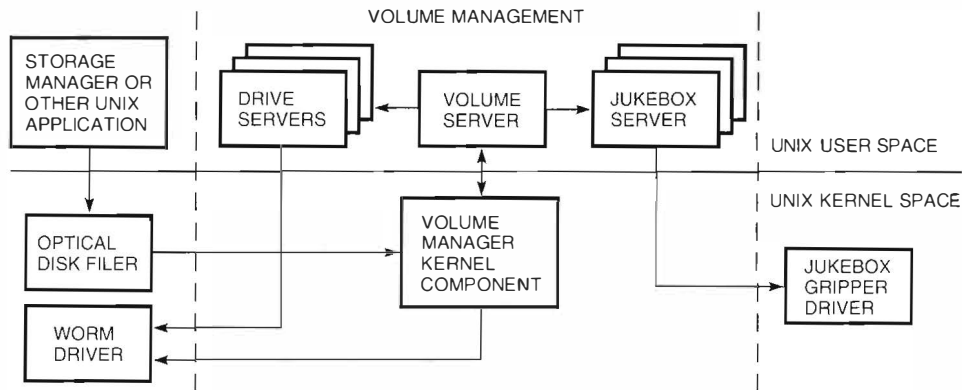 VOLUME MANAGEMENT
STORAGE
MANAGER OR
OTHER UNIX
APPLICATION
DRIVE
SERVERS
VOLUME
SERVER
JUKEBOX
SERVER
UNIX USER SPACE
UNIX KERNEL SPACE
OPTICAL
DISK FILER
VOLUME
MANAGER
KERNEL
COMPONENT
JUKEBOX
GRIPPER
DRIVER
WORM
DRIVER